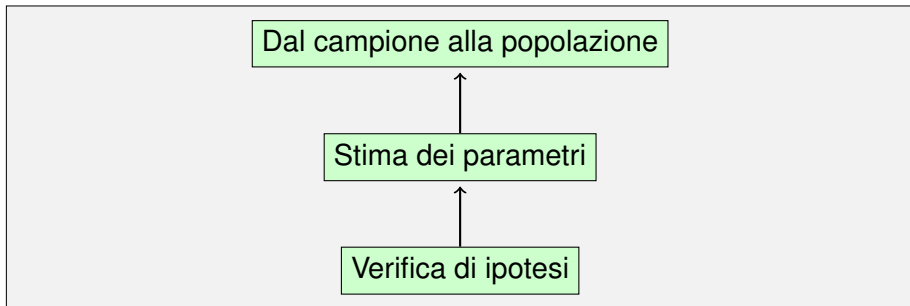 Dal campione alla popolazione
Stima dei parametri
Verifica di ipotesi